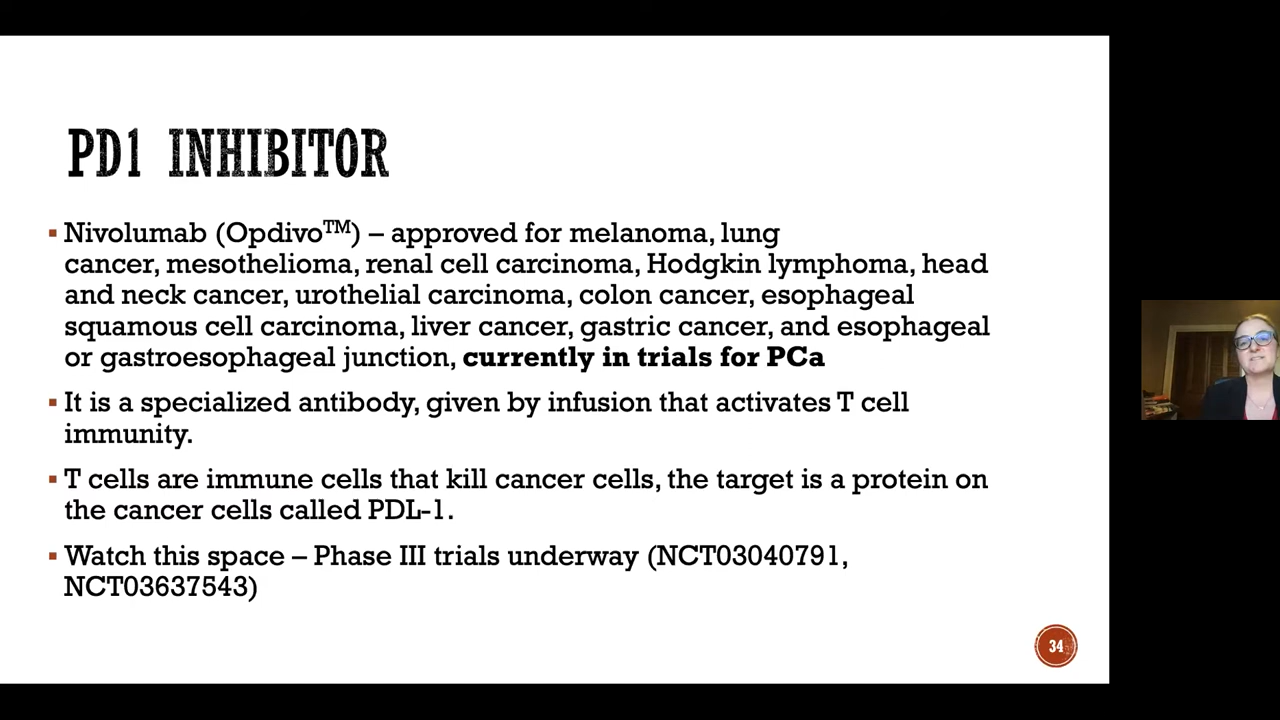 PD1 INHIBITOR
▪ Nivolumab (Opdivo™) – approved for melanoma, lung
cancer, mesothelioma, renal cell carcinoma, Hodgkin lymphoma, head
and neck cancer, urothelial carcinoma, colon cancer, esophageal
squamous cell carcinoma, liver cancer, gastric cancer, and esophageal
or gastroesophageal junction, currently in trials for PCa
▪ It is a specialized antibody, given by infusion that activates T cell
immunity.
▪ T cells are immune cells that kill cancer cells, the target is a protein on
the cancer cells called PDL-1.
▪ Watch this space – Phase III trials underway (NCT03040791,
NCT03637543)
34